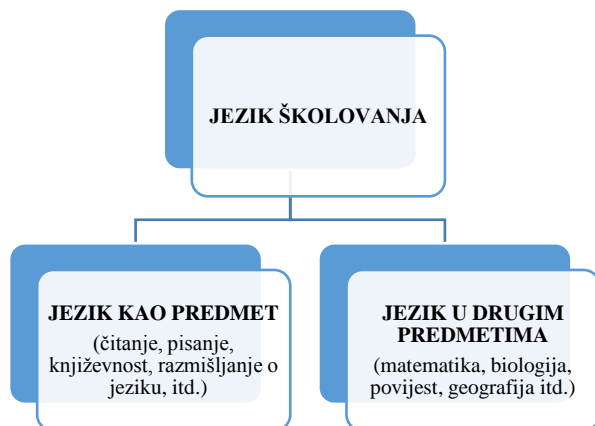 JEZIK ŠKOLOVANJA
JEZIK KAO PREDMET
(čitanje, pisanje,
književnost, razmišljanje o
jeziku, itd.)
JEZIK U DRUGIM
PREDMETIMA
(matematika, biologija,
povijest, geografija itd.)